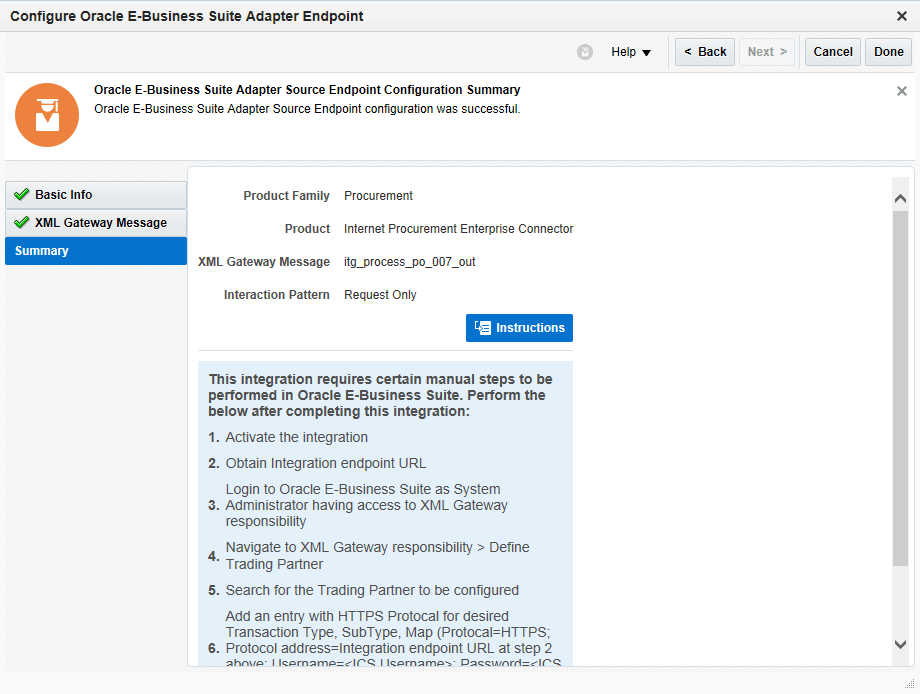 Configure Oracle E-Business Suite Adapter Endpoint
Help
< Back
Next >
Cancel
Done
Oracle E-Business Suite Adapter Source Endpoint Configuration Summary
Oracle E-Business Suite Adapter Source Endpoint configuration was successful.
Basic Info
XML Gateway Message
Summary
Product Family Procurement
Product Internet Procurement Enterprise Connector
XML Gateway Message itg_process_po_007_out
Interaction Pattern Request Only
Instructions
This integration requires certain manual steps to be
performed in Oracle E-Business Suite. Perform the
below after completing this integration:
1. Activate the integration
2. Obtain Integration endpoint URL
Login to Oracle E-Business Suite as System
3. Administrator having access to XML Gateway
responsibility
Navigate to XML Gateway responsibility > Define
4. Trading Partner
5. Search for the Trading Partner to be configured
Add an entry with HTTPS Protocal for desired
Transaction Type, SubType, Map (Protocal=HTTPS;
6. Protocol address=Integration endpoint URL at step 2
above; Username=<ICS Username>; Password=<ICS